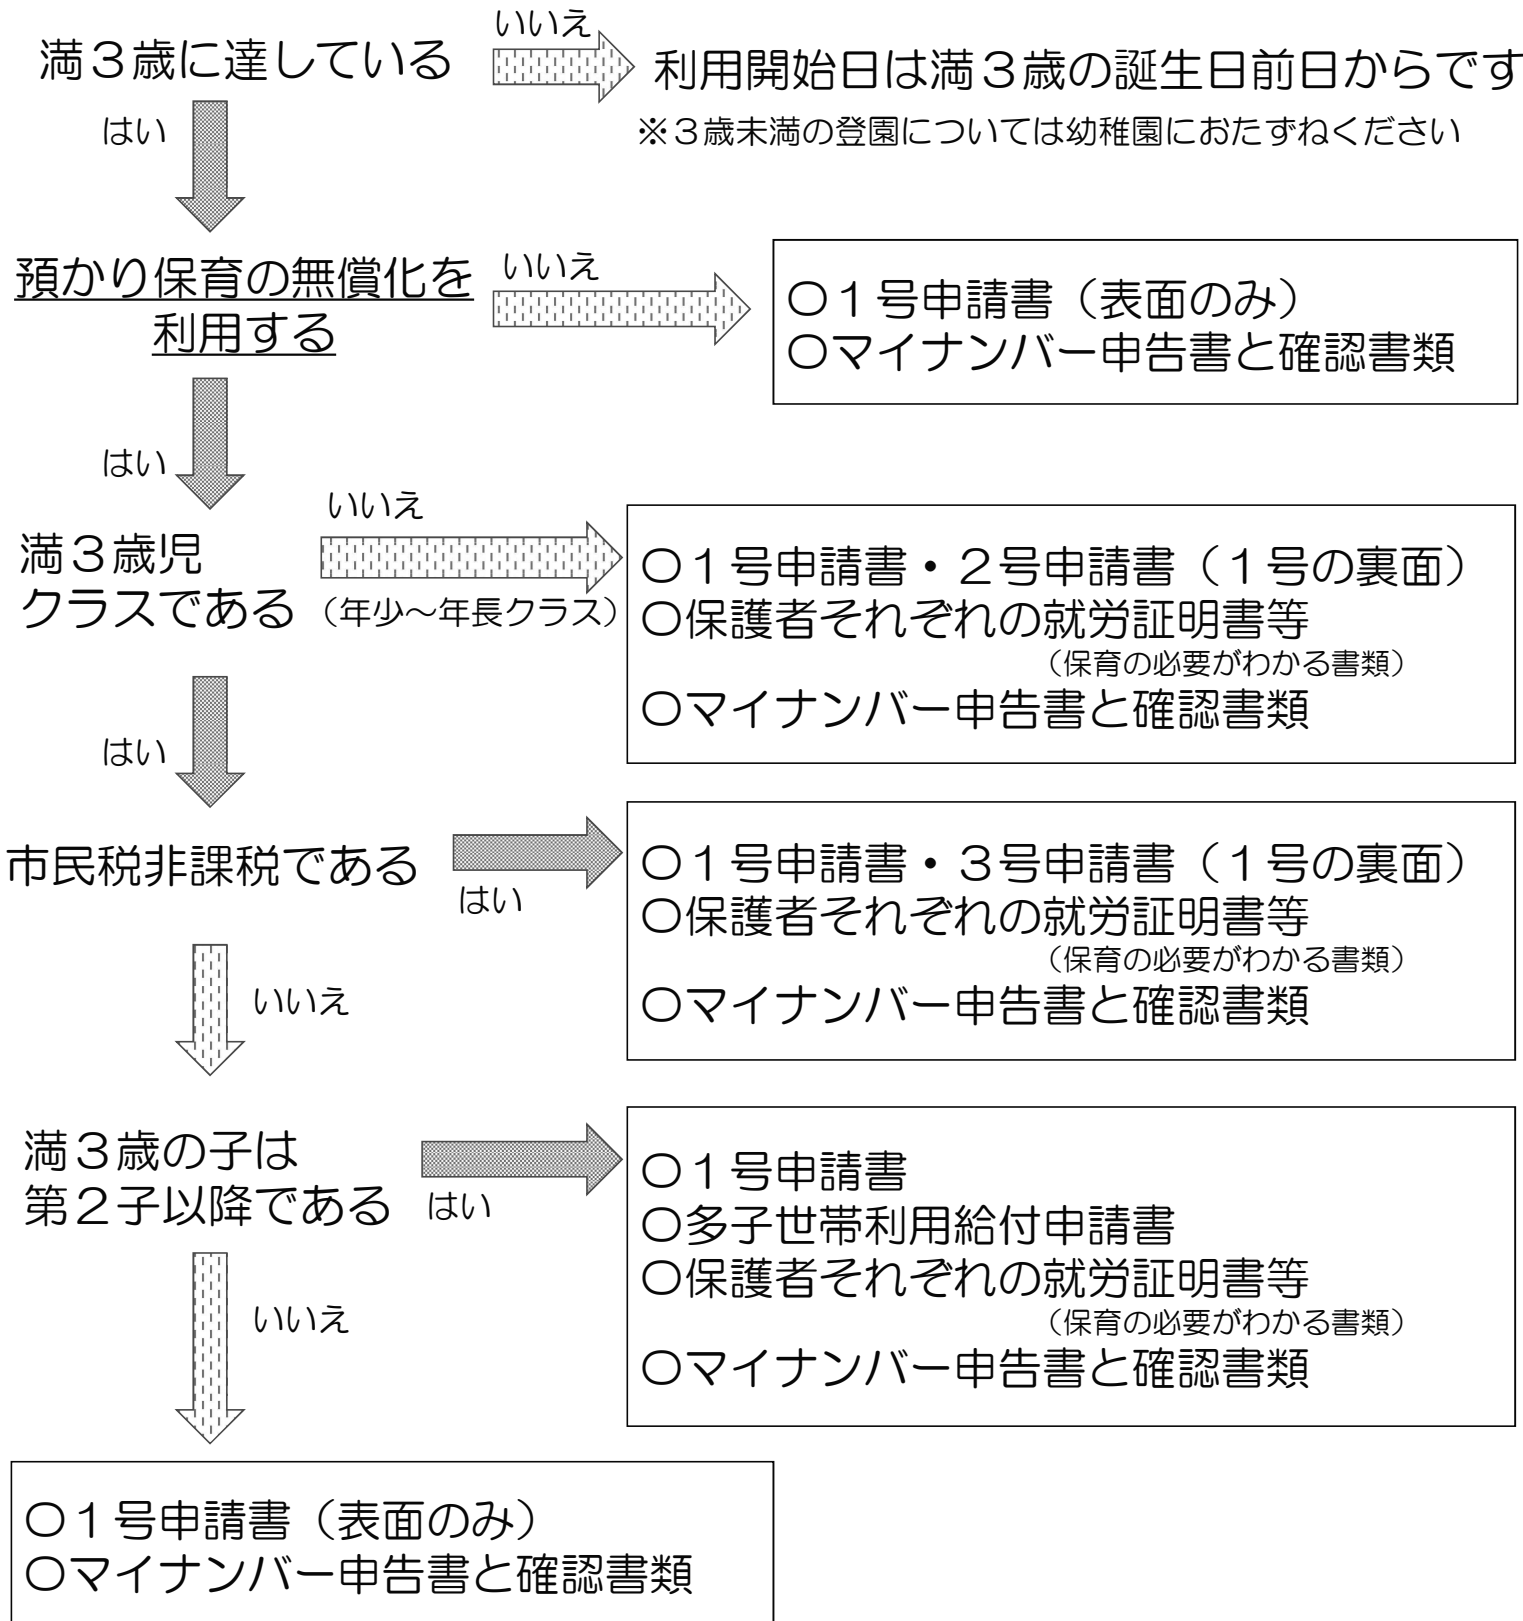 満３歳に達している
いいえ
利用開始日は満３歳の誕生日前日からです
※３歳未満の登園については幼稚園におたずねください
はい
預かり保育の無償化を
利用する
いいえ
〇１号申請書（表面のみ）
〇マイナンバー申告書と確認書類
はい
満３歳児
クラスである
いいえ
（年少～年長クラス）
〇１号申請書・２号申請書（１号の裏面）
〇保護者それぞれの就労証明書等
（保育の必要がわかる書類）
〇マイナンバー申告書と確認書類
はい
市民税非課税である
はい
〇１号申請書・３号申請書（１号の裏面）
〇保護者それぞれの就労証明書等
（保育の必要がわかる書類）
〇マイナンバー申告書と確認書類
いいえ
満３歳の子は
第２子以降である
はい
〇１号申請書
〇多子世帯利用給付申請書
〇保護者それぞれの就労証明書等
（保育の必要がわかる書類）
〇マイナンバー申告書と確認書類
いいえ
〇１号申請書（表面のみ）
〇マイナンバー申告書と確認書類